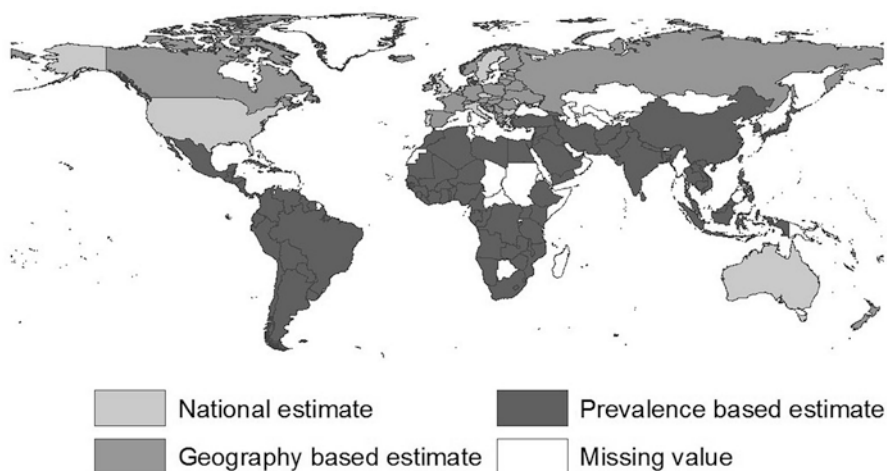 National estimate
Prevalence based estimate
Geography based estimate
Missing value